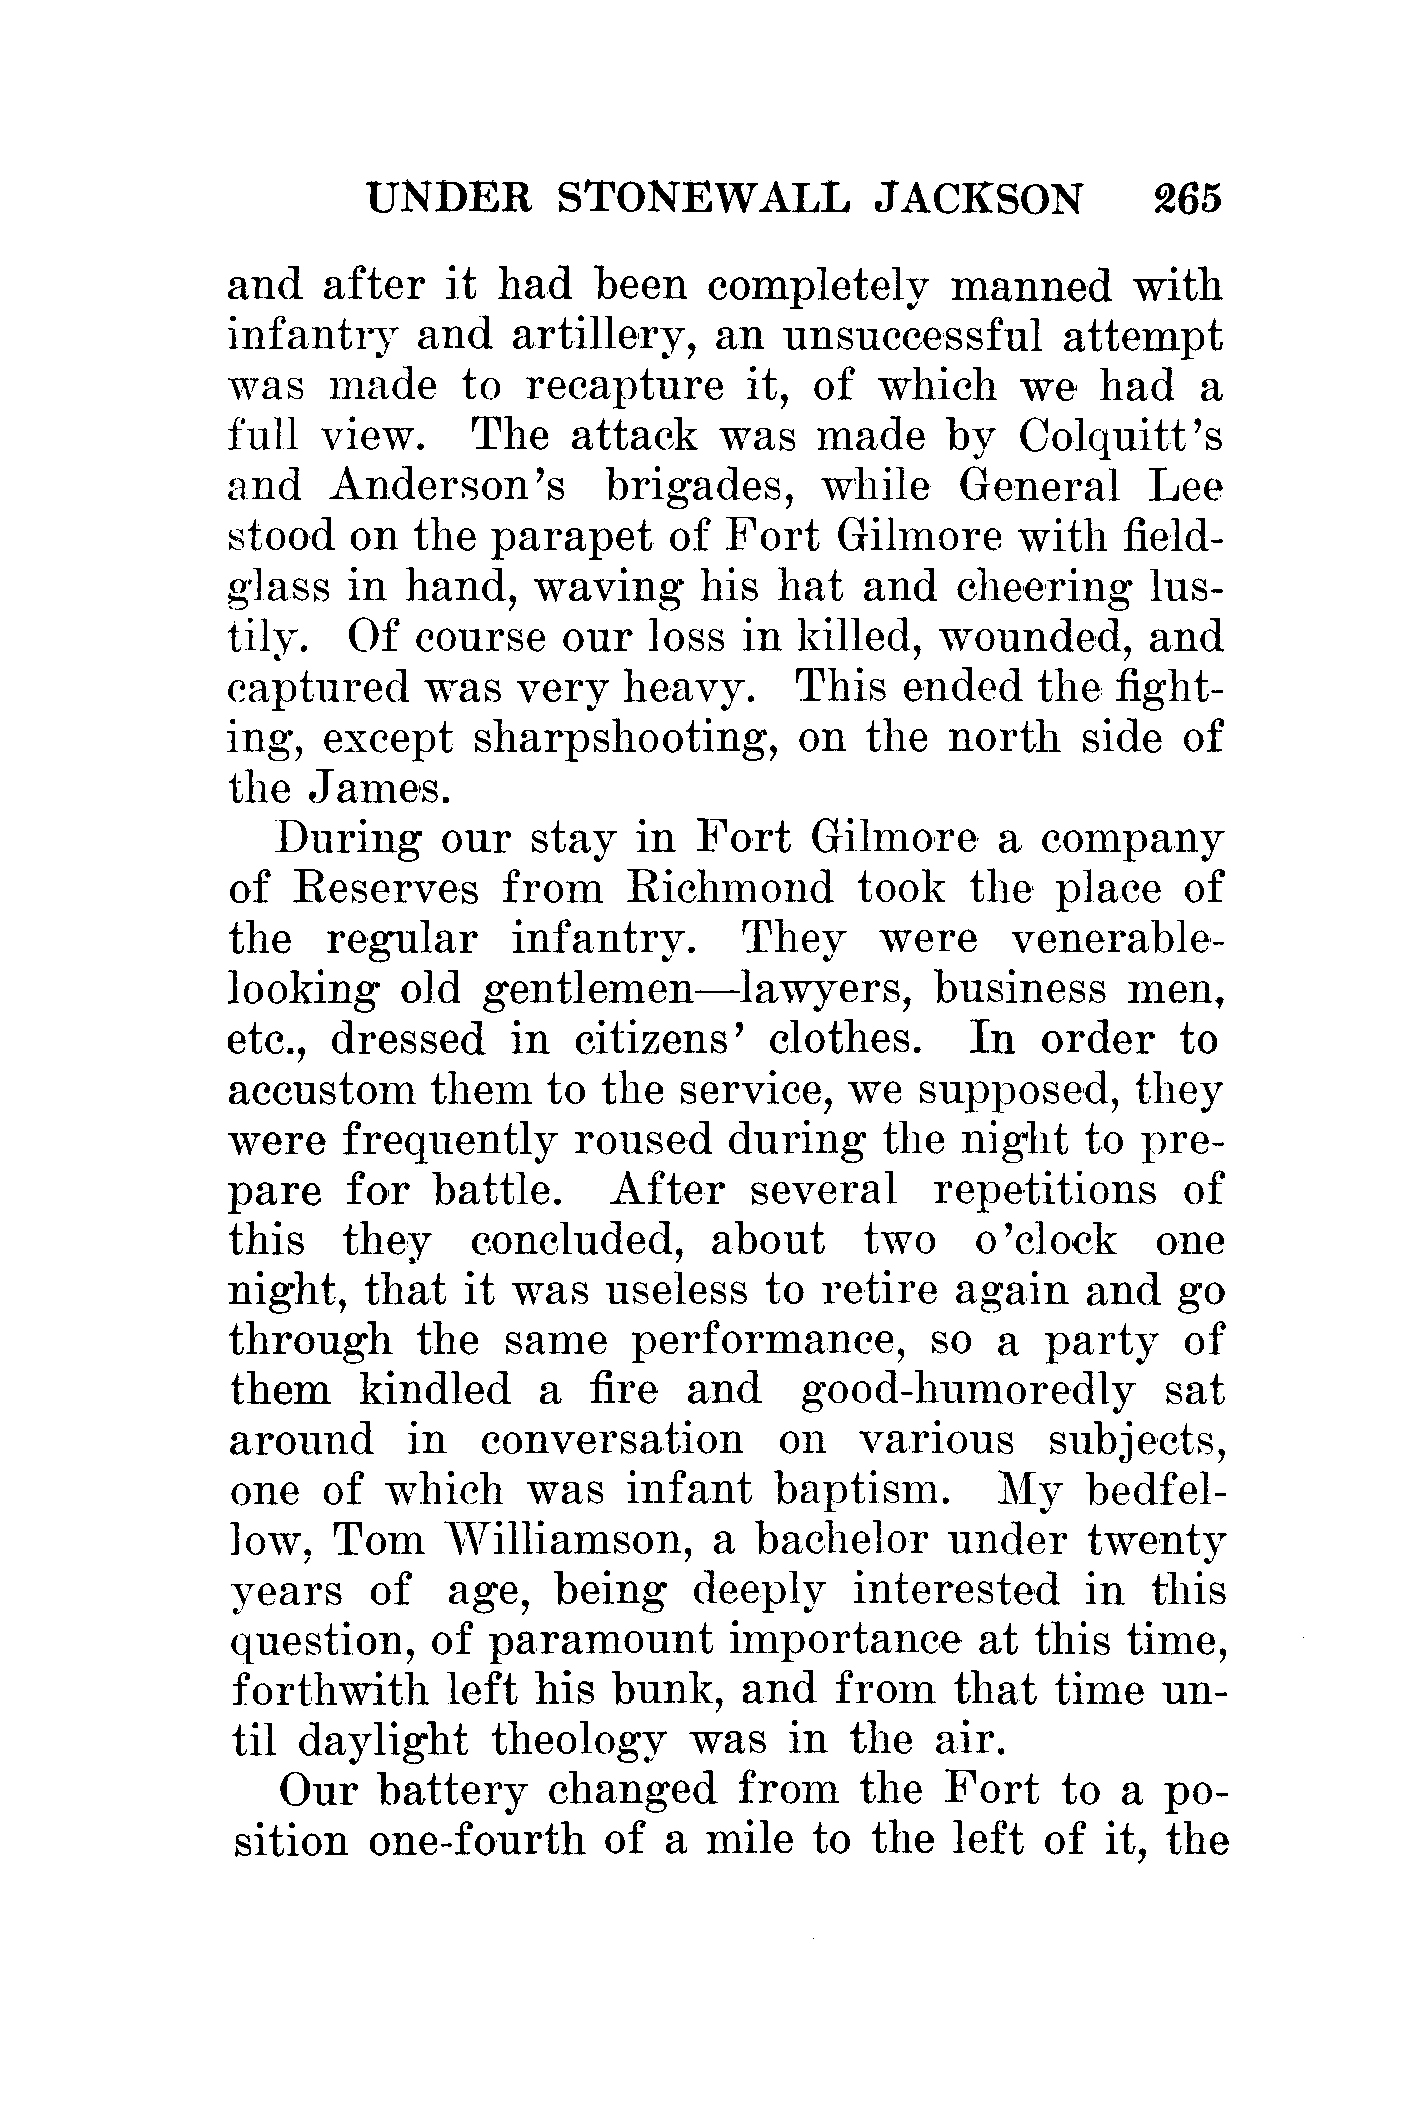 UNDER STONEWALL JACKSON 265
and after it had been completely manned with
infantry and artillery, an unsuccessful attempt
was made to recapture it, of which we had a
full view. The attack was made by Colquitt's
and Anderson's brigades, while General Lee
stood on the parapet of Fort Gilmore with field-
glass in hand, waving his hat and cheering lus-
tily. Of course our loss in killed, wounded, and
captured was very heavy. This ended the fight-
ing, except sharpshooting, on the north side of
the James.
During our stay in Fort Gilmore a company
of Reserves from Richmond took the place of
the regular infantry. They were venerable-
looking old gentlemen—lawyers, business men,
etc., dressed in citizens' clothes. In order to
accustom them to the service, we supposed, they
were frequently roused during the night to pre-
pare for battle. After several repetitions of
this they concluded, about two o'clock one
night, that it was useless to retire again and go
through the same performance, so a party of
them kindled a fire and good-humoredly sat
around in conversation on various subjects,
one of which was infant baptism. My bedfel-
low, Tom Williamson, a bachelor under twenty
years of age, being deeply interested in this
question, of paramount importance at this time,
forthwith left his bunk, and from that time un-
til daylight theology was in the air.
Our battery changed from the Fort to a po-
sition one-fourth of a mile to the left of it, the